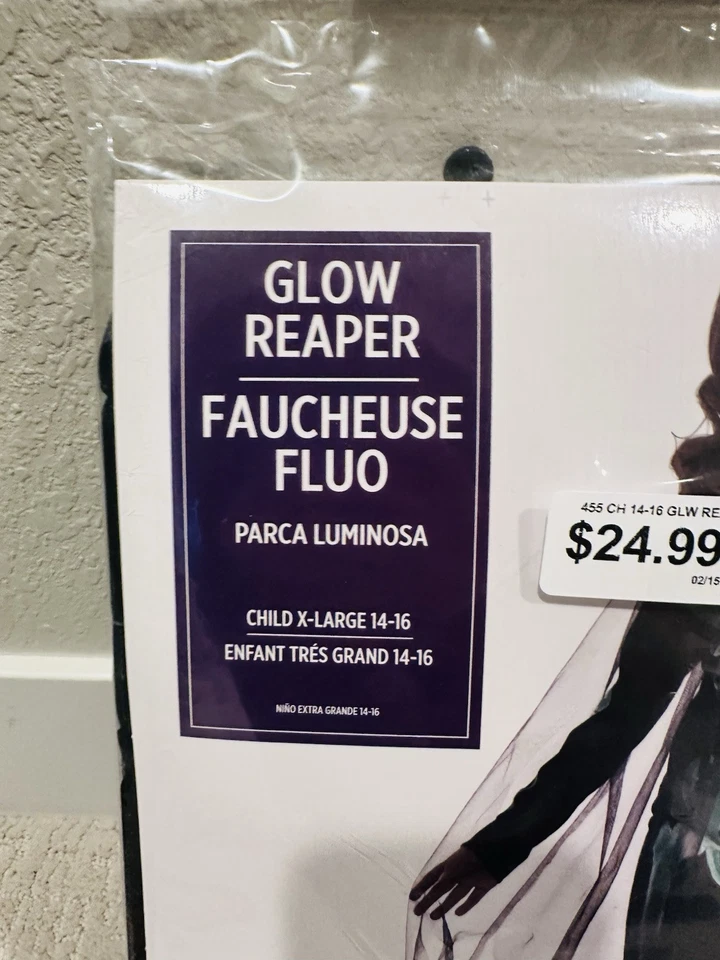 GLOW
REAPER
FAUCHEUSE
FLUO
PARCA LUMINOSA
CHILD X-LARGE 14-16
ENFANT TRÉS GRAND 14-16
NIÑO EXTRA GRANDE 14-16
455 CH 14-16 GLW RE
$24.99
02/15